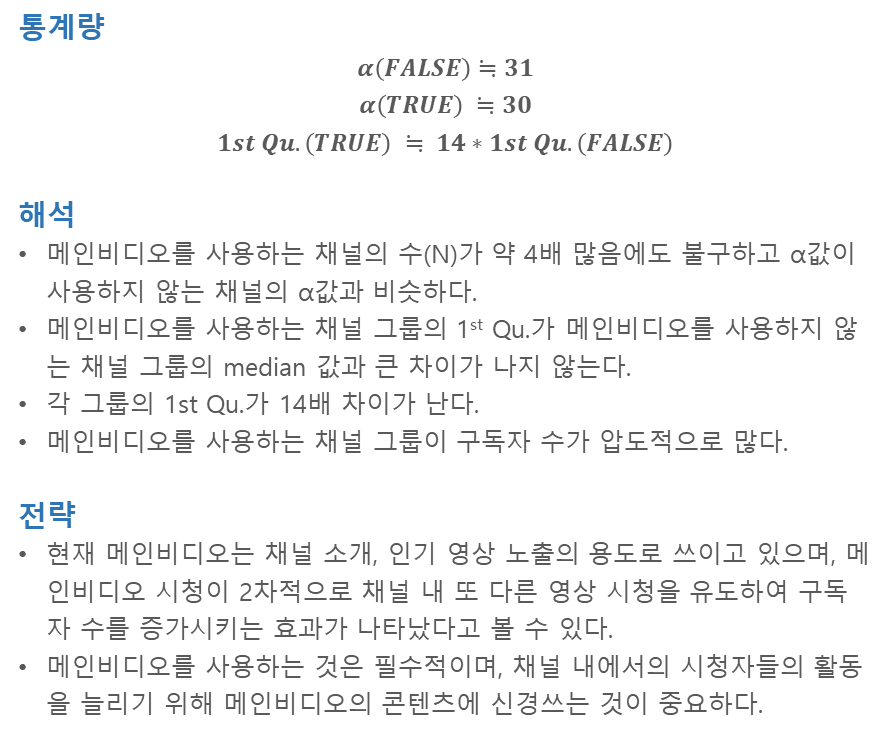 통계량
α(FALSE) ≒ 31
α(TRUE) ≒ 30
1st Qu.(TRUE) ≒ 14 * 1st Qu.(FALSE)
해석
• 메인비디오를 사용하는 채널의 수(N)가 약 4배 많음에도 불구하고 α값이
사용하지 않는 채널의 α값과 비슷하다.
• 메인비디오를 사용하는 채널 그룹의 1st Qu.가 메인비디오를 사용하지 않
는 채널 그룹의 median 값과 큰 차이가 나지 않는다.
• 각 그룹의 1st Qu.가 14배 차이가 난다.
• 메인비디오를 사용하는 채널 그룹이 구독자 수가 압도적으로 많다.
전략
• 현재 메인비디오는 채널 소개, 인기 영상 노출의 용도로 쓰이고 있으며, 메
인비디오 시청이 2차적으로 채널 내 또 다른 영상 시청을 유도하여 구독
자 수를 증가시키는 효과가 나타났다고 볼 수 있다.
• 메인비디오를 사용하는 것은 필수적이며, 채널 내에서의 시청자들의 활동
을 늘리기 위해 메인비디오의 콘텐츠에 신경쓰는 것이 중요하다.